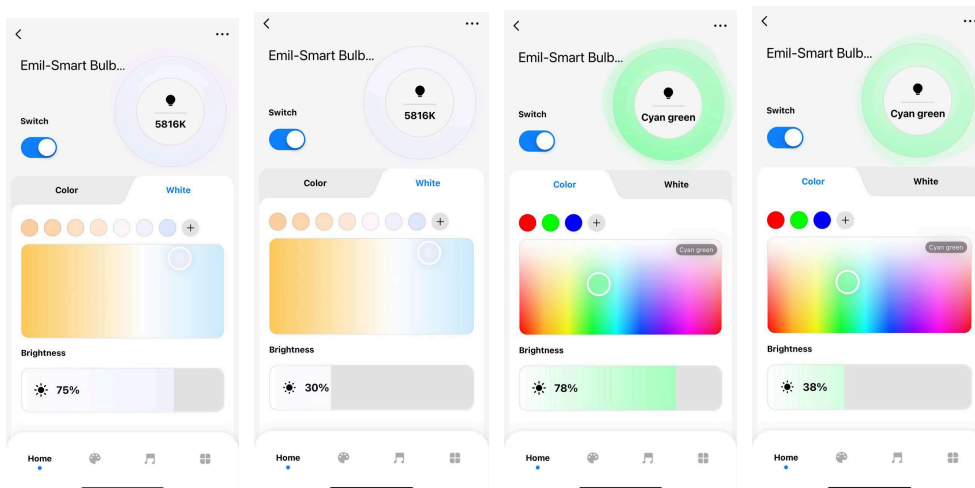 Emil-Smart Bulb...
5816K
Switch
Color
White
Brightness
75%
Home
Emil-Smart Bulb...
5816K
Switch
Color
White
Brightness
30%
Home
Emil-Smart Bulb...
Cyan green
Switch
Color
White
Cyan green
Brightness
78%
Home
Emil-Smart Bulb...
Cyan green
Switch
Color
White
Cyan green
Brightness
38%
Home